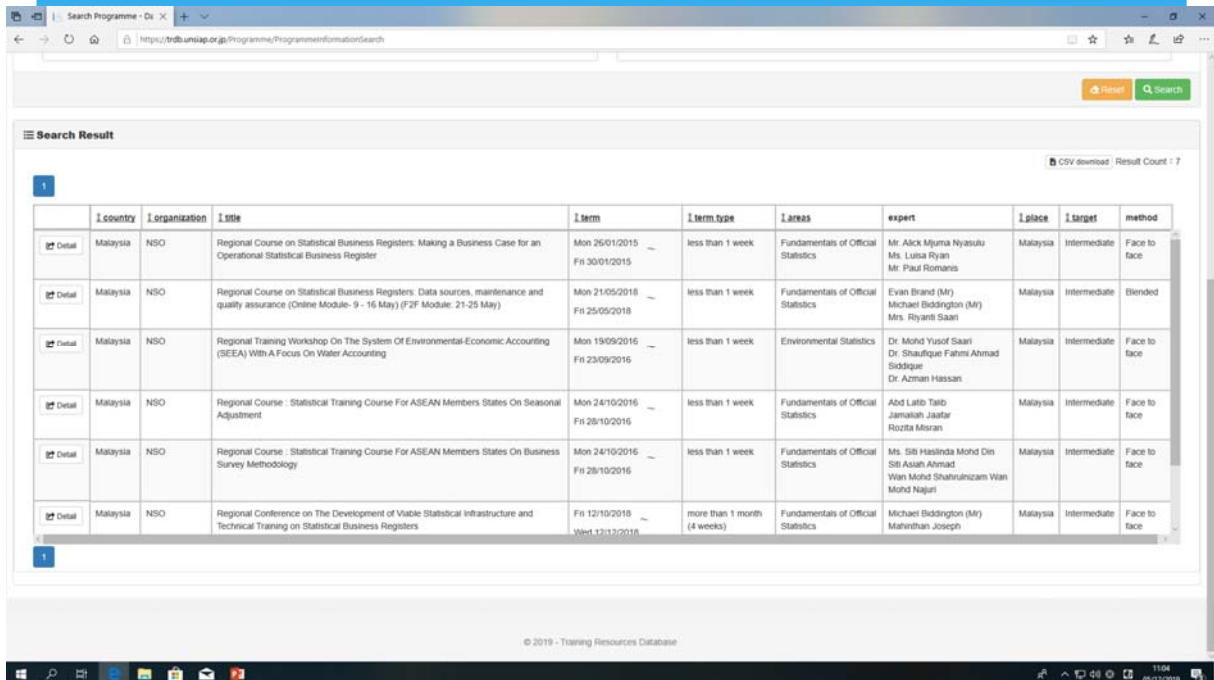 Search Programme - Da
https://trdb.unsiap.or.jp/Programme/ProgrammeInformationSearch
Reset Search
Search Result
CSV download Result Count : 7
1
country organization title term term type areas expert place target method
Detail Malaysia NSO Regional Course on Statistical Business Registers: Making a Business Case for an Mon 26/01/2015 ~ less than 1 week Fundamentals of Official Mr. Alick Mjuma Nyasulu Malaysia Intermediate Face to
Operational Statistical Business Register Fri 30/01/2015 Statistics Ms. Luisa Ryan face
Mr. Paul Romanis
Detail Malaysia NSO Regional Course on Statistical Business Registers: Data sources, maintenance and Mon 21/05/2018 ~ less than 1 week Fundamentals of Official Evan Brand (Mr) Malaysia Intermediate Blended
quality assurance (Online Module- 9 - 16 May) (F2F Module: 21-25 May) Fri 25/05/2018 Statistics Michael Biddington (Mr)
Mrs. Riyanti Saari
Detail Malaysia NSO Regional Training Workshop On The System Of Environmental-Economic Accounting Mon 19/09/2016 ~ less than 1 week Environmental Statistics Dr. Mohd Yusof Saari Malaysia Intermediate Face to
(SEEA) With A Focus On Water Accounting Fri 23/09/2016 Dr. Shaufique Fahmi Ahmad face
Siddique
Dr. Azman Hassan
Detail Malaysia NSO Regional Course : Statistical Training Course For ASEAN Members States On Seasonal Mon 24/10/2016 ~ less than 1 week Fundamentals of Official Abd Latib Talib Malaysia Intermediate Face to
Adjustment Fri 28/10/2016 Statistics Jamaliah Jaafar face
Rozita Misran
Detail Malaysia NSO Regional Course : Statistical Training Course For ASEAN Members States On Business Mon 24/10/2016 ~ less than 1 week Fundamentals of Official Ms. Siti Haslinda Mohd Din Malaysia Intermediate Face to
Survey Methodology Fri 28/10/2016 Statistics Siti Asiah Ahmad face
Wan Mohd Shahrulnizam Wan
Mohd Najuri
Detail Malaysia NSO Regional Conference on The Development of Viable Statistical Infrastructure and Fri 12/10/2018 ~ more than 1 month Fundamentals of Official Michael Biddington (Mr) Malaysia Intermediate Face to
Technical Training on Statistical Business Registers Wed 12/12/2018 (4 weeks) Statistics Mahinthan Joseph face
1
© 2019 - Training Resources Database
11:04
05/12/2019